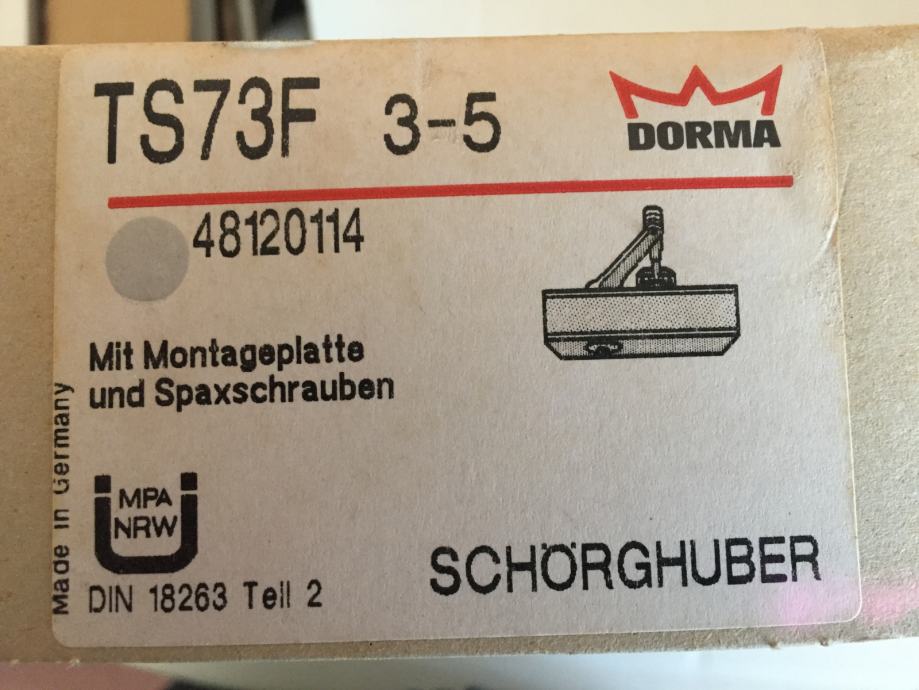 TS73F 3-5
DORMA
48120114
Mit Montageplatte
und Spaxschrauben
Made in Germany
MPA
NRW
DIN 18263 Teil 2
SCHÖRGHUBER